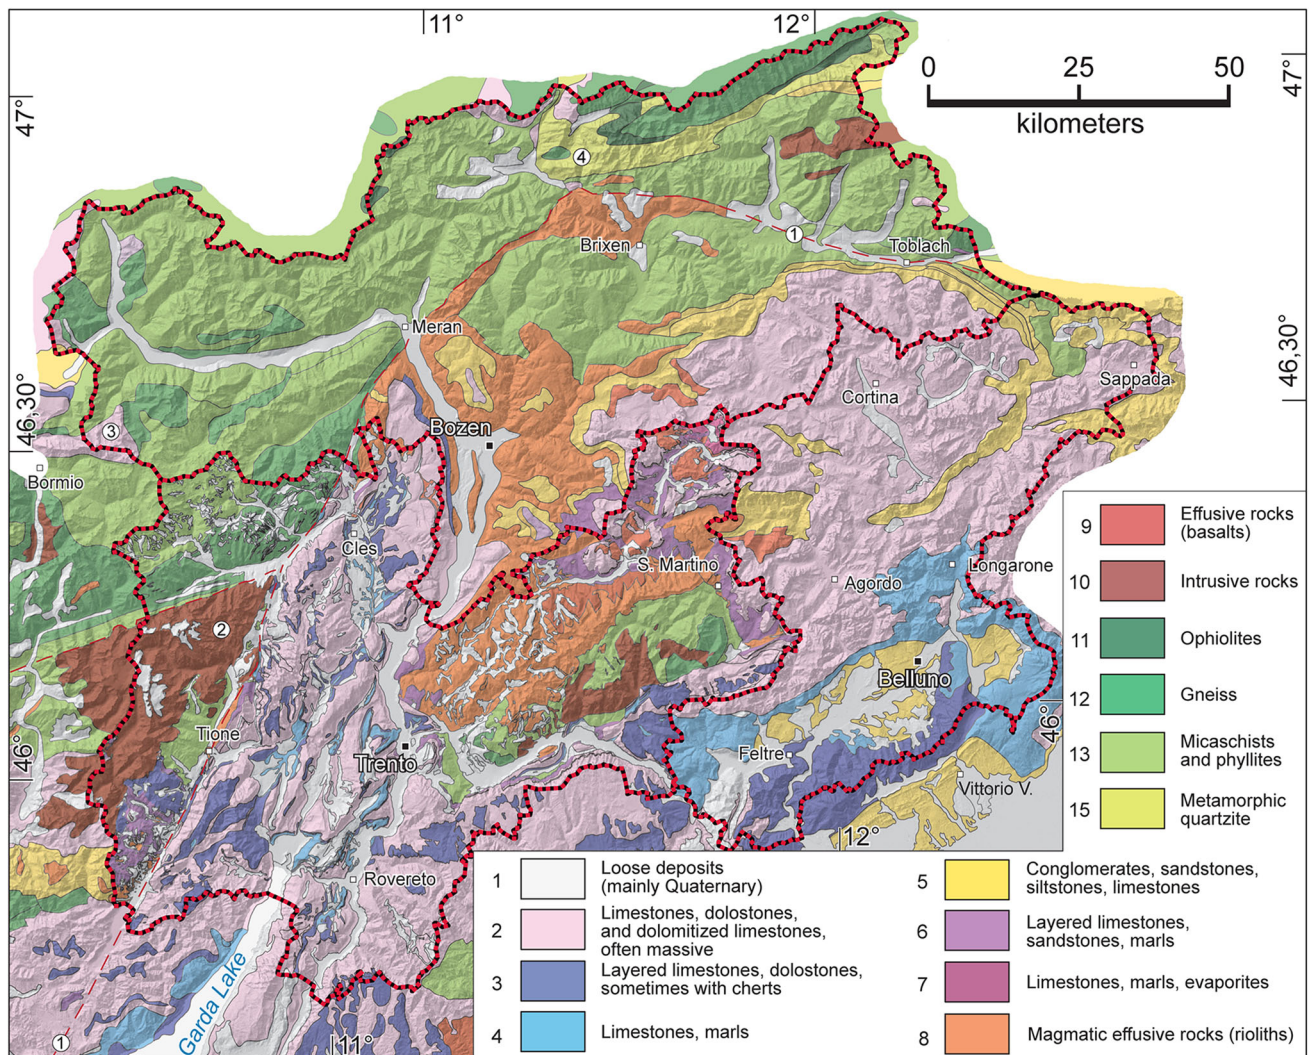 11°
12°
47°
47°
0 25 50
kilometers
4
1
Brixen
Toblach
Meran
46,30°
46,30°
Sappada
Cortina
3
Bozen
Bormio
Cles
S. Martino
Agordo
Longarone
2
Belluno
46°
46°
Tione
Trento
Feltre
Vittorio V.
12°
Rovereto
Garda Lake
1
11°
9 Effusive rocks
(basalts)
10 Intrusive rocks
11 Ophiolites
12 Gneiss
13 Micaschists
and phyllites
15 Metamorphic
quartzite
1 Loose deposits
(mainly Quaternary)
2 Limestones, dolostones,
and dolomitized limestones,
often massive
3 Layered limestones, dolostones,
sometimes with cherts
4 Limestones, marls
5 Conglomerates, sandstones,
siltstones, limestones
6 Layered limestones,
sandstones, marls
7 Limestones, marls, evaporites
8 Magmatic effusive rocks (rioliths)